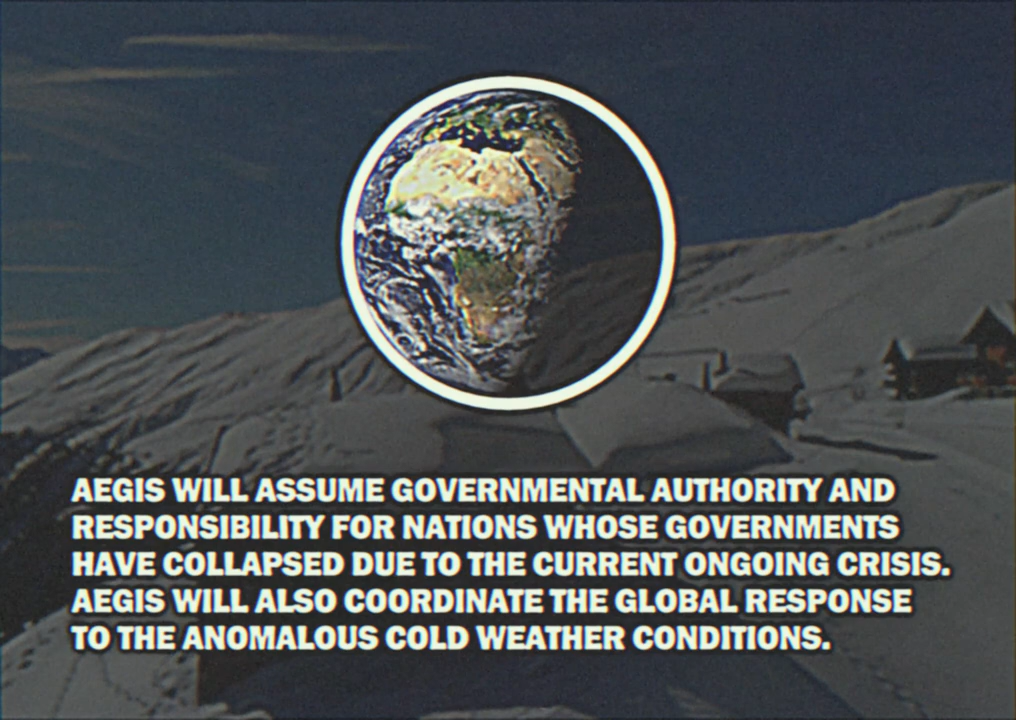 AEGIS WILL ASSUME GOVERNMENTAL AUTHORITY AND
RESPONSIBILITY FOR NATIONS WHOSE GOVERNMENTS
HAVE COLLAPSED DUE TO THE CURRENT ONGOING CRISIS.
AEGIS WILL ALSO COORDINATE THE GLOBAL RESPONSE
TO THE ANOMALOUS COLD WEATHER CONDITIONS.